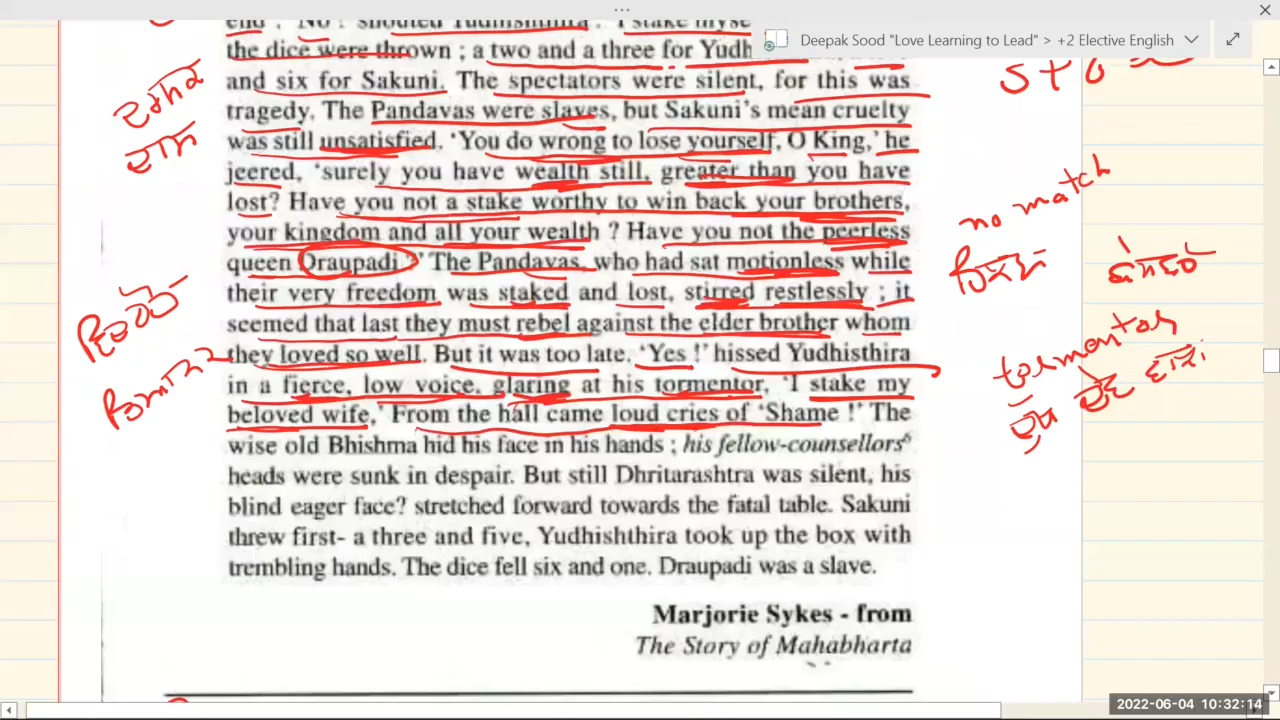 Deepak Sood "Love Learning to Lead" > +2 Elective English
end . 'No ! shouted Yudhishthira . 'I stake myse
the dice were thrown ; a two and a three for Yudh
and six for Sakuni. The spectators were silent, for this was
tragedy. The Pandavas were slaves, but Sakuni's mean cruelty
was still unsatisfied. 'You do wrong to lose yourself, O King,' he
jeered, 'surely you have wealth still, greater than you have
lost? Have you not a stake worthy to win back your brothers,
your kingdom and all your wealth ? Have you not the peerless
queen Draupadi ?' The Pandavas, who had sat motionless while
their very freedom was staked and lost, stirred restlessly ; it
seemed that last they must rebel against the elder brother whom
they loved so well. But it was too late. 'Yes !' hissed Yudhisthira
in a fierce, low voice, glaring at his tormentor, 'I stake my
beloved wife,' From the hall came loud cries of 'Shame !' The
wise old Bhishma hid his face in his hands ; his fellow-counsellors⁶
heads were sunk in despair. But still Dhritarashtra was silent, his
blind eager face? stretched forward towards the fatal table. Sakuni
threw first- a three and five, Yudhishthira took up the box with
trembling hands. The dice fell six and one. Draupadi was a slave.
Marjorie Sykes - from
The Story of Mahabharta
no match
tormentor
2022-06-04 10:32:14